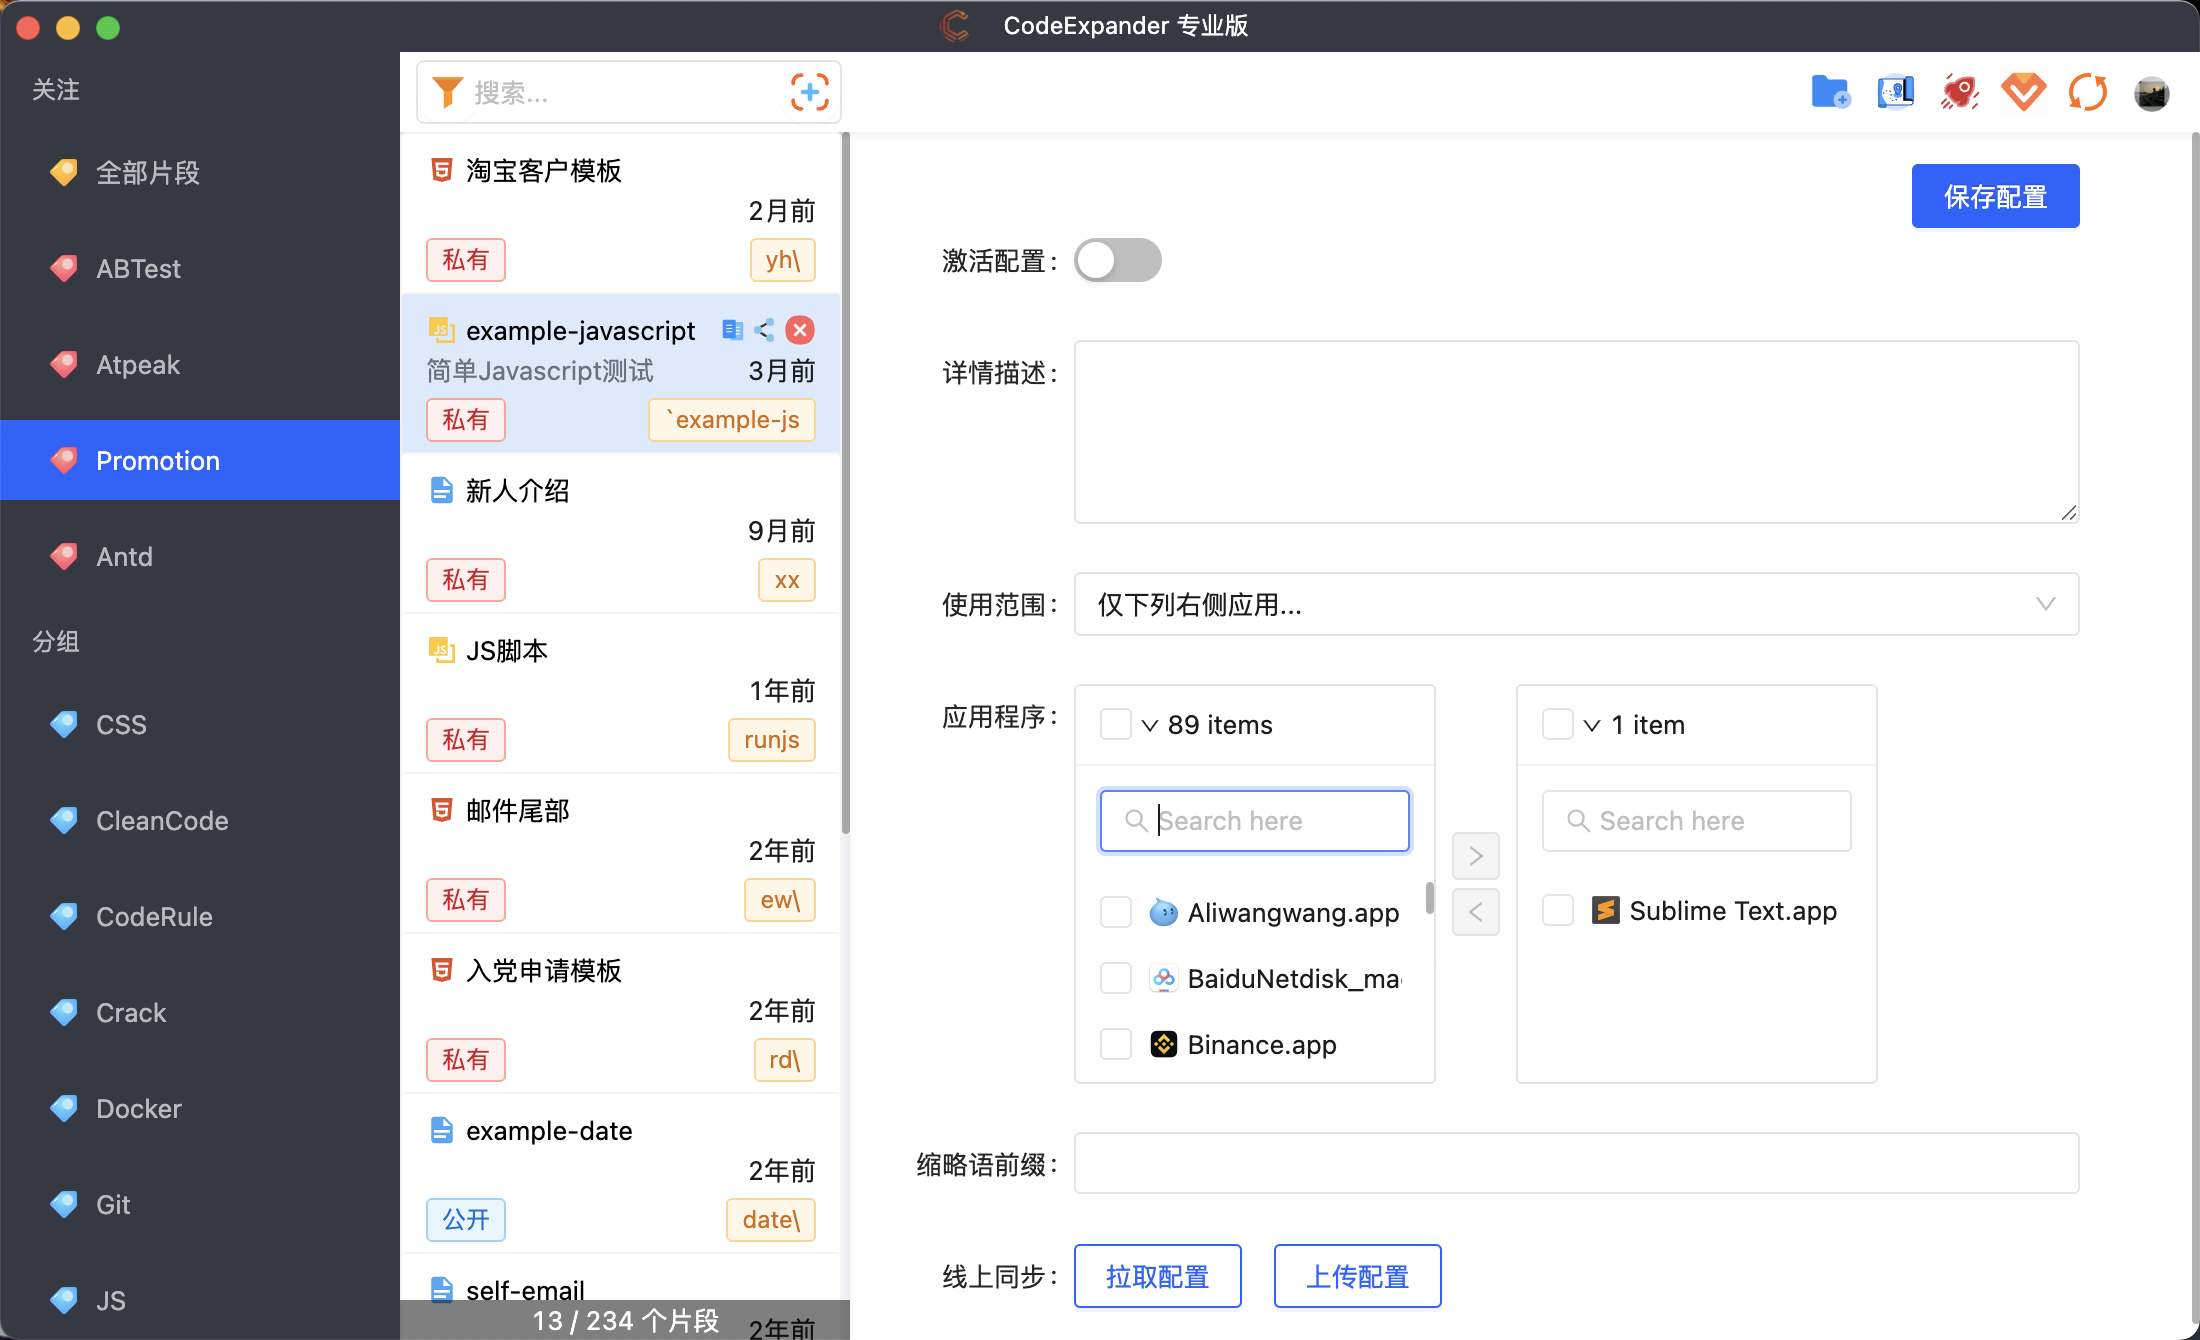 CodeExpander 专业版
关注
全部片段
ABTest
Atpeak
Promotion
Antd
分组
CSS
CleanCode
CodeRule
Crack
Docker
Git
JS
搜索...
淘宝客户模板
2月前
私有
yh\
example-javascript
简单Javascript测试
3月前
私有
`example-js
新人介绍
9月前
私有
xx
JS脚本
1年前
私有
runjs
邮件尾部
2年前
私有
ew\
入党申请模板
2年前
私有
rd\
example-date
2年前
公开
date\
self-email
2年前
13 / 234 个片段
保存配置
激活配置：
详情描述：
使用范围：
仅下列右侧应用...
应用程序：
89 items
Search here
Aliwangwang.app
BaiduNetdisk_ma
Binance.app
1 item
Search here
Sublime Text.app
缩略语前缀：
线上同步：
拉取配置
上传配置